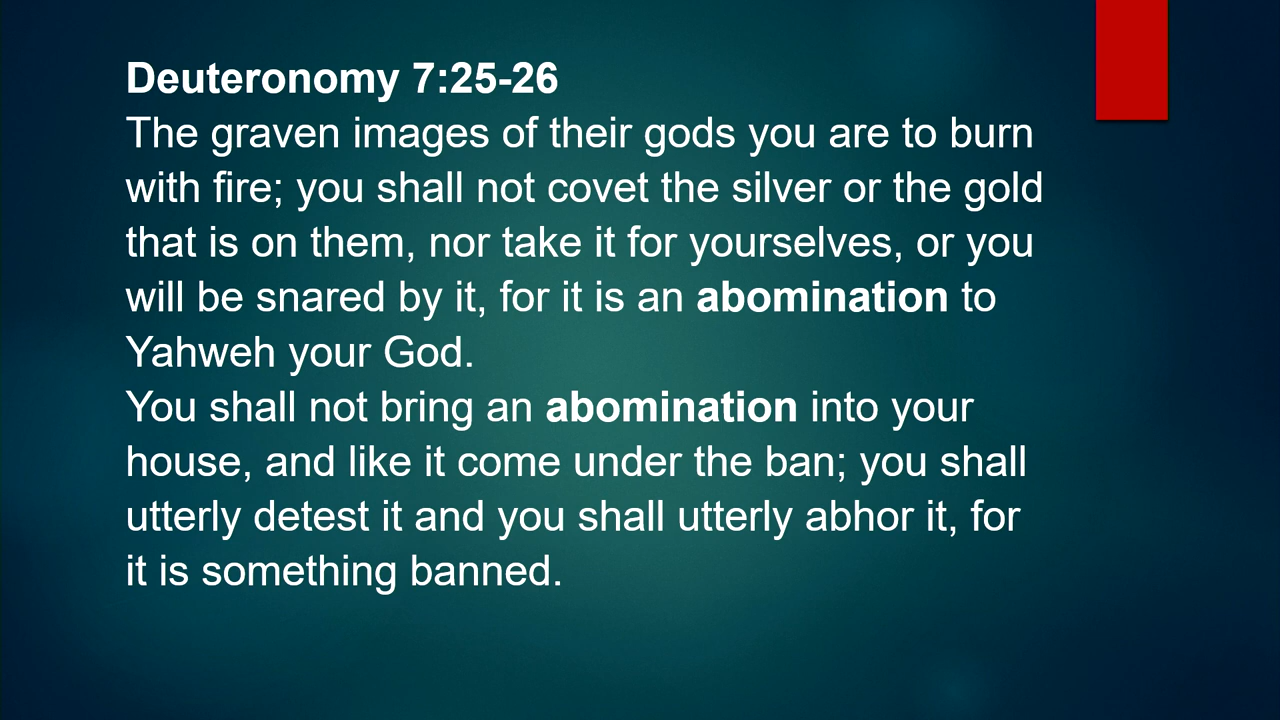 Deuteronomy 7:25-26
The graven images of their gods you are to burn
with fire; you shall not covet the silver or the gold
that is on them, nor take it for yourselves, or you
will be snared by it, for it is an abomination to
Yahweh your God.
You shall not bring an abomination into your
house, and like it come under the ban; you shall
utterly detest it and you shall utterly abhor it, for
it is something banned.